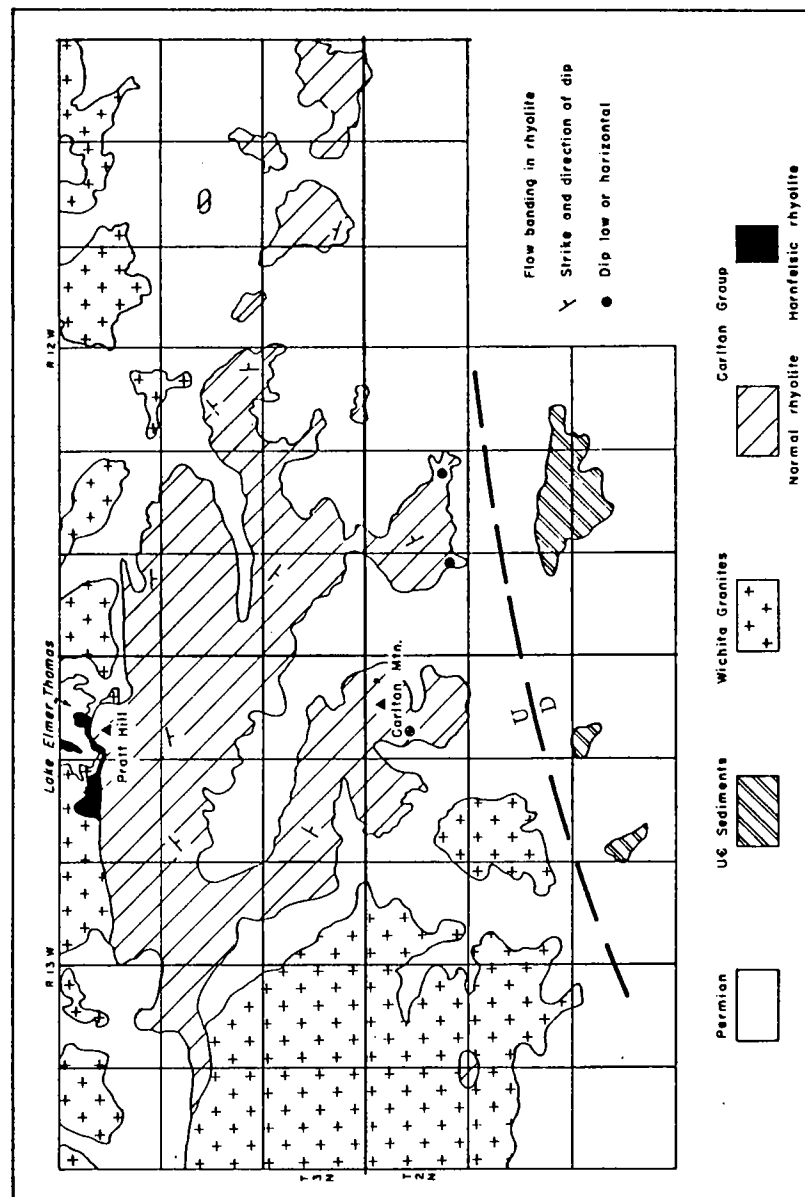 R 13 W
Lake Elmer Thomas
R 12 W
Pratt Hill
T
3
N
T
2
N
Carlton Mtn.
U
D
Flow banding in rhyolite
Strike and direction of dip
Dip low or horizontal
Carlton Group
Permian
U€ Sediments
Wichita Granites
Normal rhyolite
Hornfelsic rhyolite